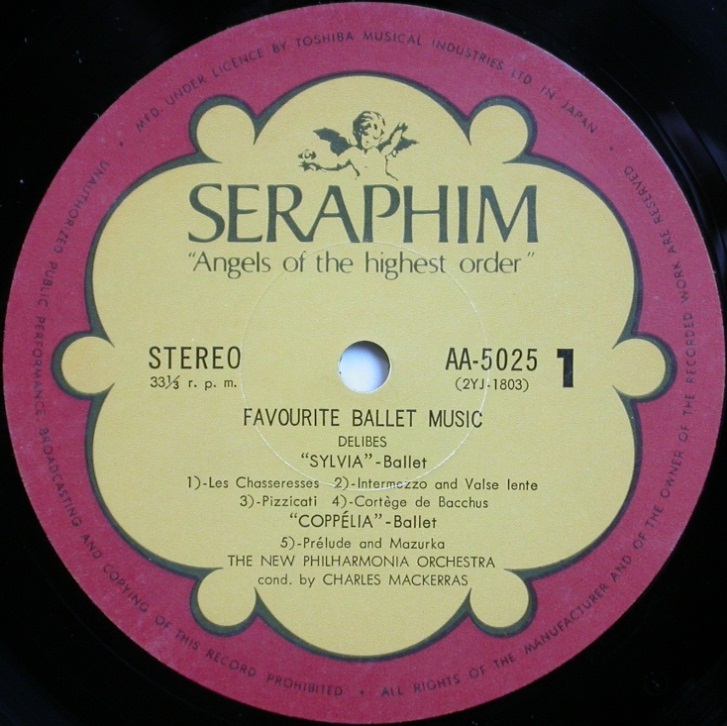 MFD. UNDER LICENCE BY TOSHIBA MUSICAL INDUSTRIES LTD. IN JAPAN
SERAPHIM
"Angels of the highest order"
STEREO
33⅓ r. p. m.
AA-5025 1
(2YJ-1803)
FAVOURITE BALLET MUSIC
DELIBES
"SYLVIA"-Ballet
1)-Les Chasseresses 2)-Intermezzo and Valse lente
3)-Pizzicati 4)-Cortège de Bacchus
"COPPÉLIA"-Ballet
5)-Prélude and Mazurka
THE NEW PHILHARMONIA ORCHESTRA
cond. by CHARLES MACKERRAS
UNAUTHORIZED PUBLIC PERFORMANCE, BROADCASTING AND COPYING OF THIS RECORD PROHIBITED • ALL RIGHTS OF THE MANUFACTURER AND OF THE OWNER OF THE RECORDED WORK ARE RESERVED